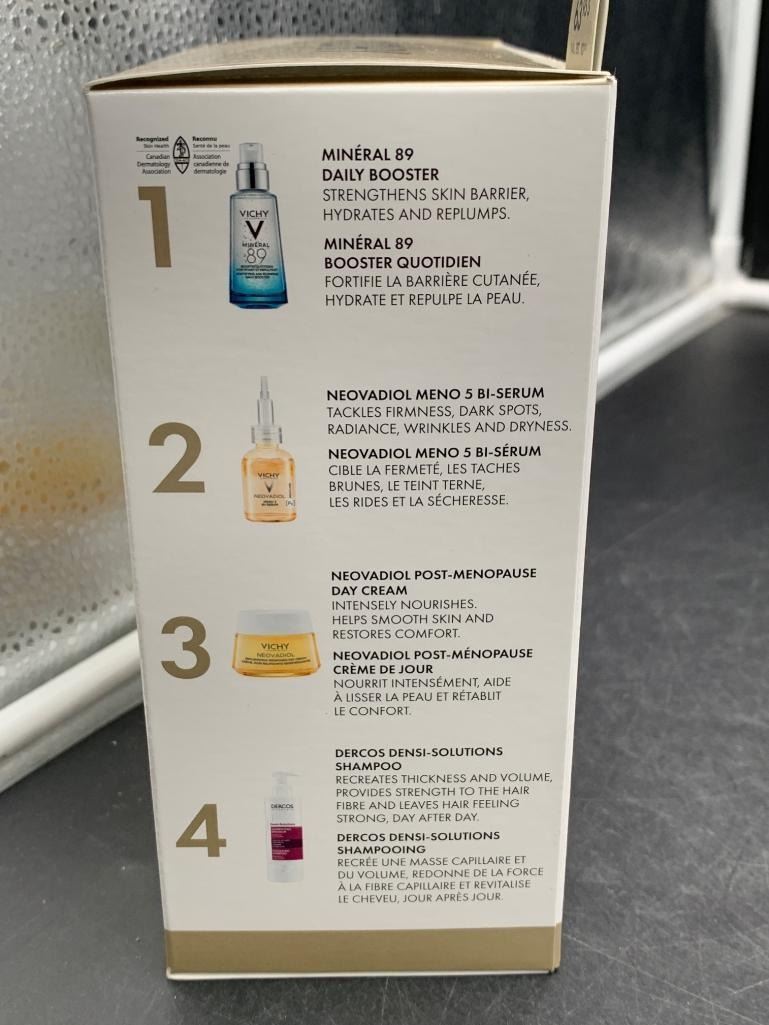 Recognized
Skin Health
Canadian
Dermatology
Association
Reconnu
Santé de la peau
Association
canadienne de
dermatologie
1
VICHY
MINÉRAL
89
MINÉRAL 89
DAILY BOOSTER
STRENGTHENS SKIN BARRIER,
HYDRATES AND REPLUMPS.
MINÉRAL 89
BOOSTER QUOTIDIEN
FORTIFIE LA BARRIÈRE CUTANÉE,
HYDRATE ET REPULPE LA PEAU.
2
VICHY
NEOVADIOL
MENO 5
BI-SERUM
NEOVADIOL MENO 5 BI-SERUM
TACKLES FIRMNESS, DARK SPOTS,
RADIANCE, WRINKLES AND DRYNESS.
NEOVADIOL MENO 5 BI-SÉRUM
CIBLE LA FERMETÉ, LES TACHES
BRUNES, LE TEINT TERNE,
LES RIDES ET LA SÉCHERESSE.
3
VICHY
NEOVADIOL
NEOVADIOL POST-MENOPAUSE
DAY CREAM
INTENSELY NOURISHES.
HELPS SMOOTH SKIN AND
RESTORES COMFORT.
NEOVADIOL POST-MÉNOPAUSE
CRÈME DE JOUR
NOURRIT INTENSÉMENT, AIDE
À LISSER LA PEAU ET RÉTABLIT
LE CONFORT.
4
DERCOS
DERCOS DENSI-SOLUTIONS
SHAMPOO
RECREATES THICKNESS AND VOLUME,
PROVIDES STRENGTH TO THE HAIR
FIBRE AND LEAVES HAIR FEELING
STRONG, DAY AFTER DAY.
DERCOS DENSI-SOLUTIONS
SHAMPOOING
RECRÉE UNE MASSE CAPILLAIRE ET
DU VOLUME, REDONNE DE LA FORCE
À LA FIBRE CAPILLAIRE ET REVITALISE
LE CHEVEU, JOUR APRÈS JOUR.